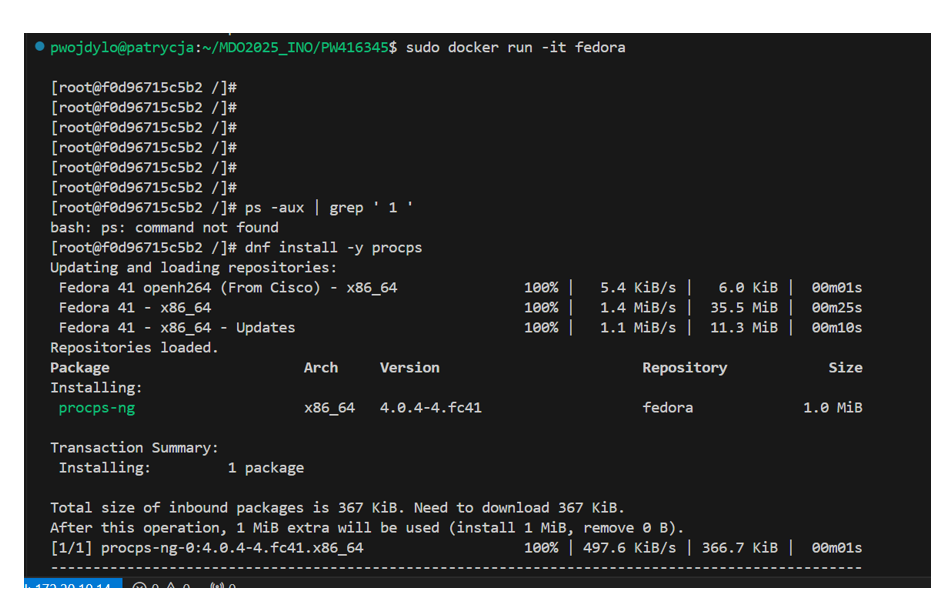 pwojdylo@patrycja:~/MDO2025_INO/PW416345$ sudo docker run -it fedora
[root@f0d96715c5b2 /]#
[root@f0d96715c5b2 /]#
[root@f0d96715c5b2 /]#
[root@f0d96715c5b2 /]#
[root@f0d96715c5b2 /]#
[root@f0d96715c5b2 /]#
[root@f0d96715c5b2 /]# ps -aux | grep ' 1 '
bash: ps: command not found
[root@f0d96715c5b2 /]# dnf install -y procps
Updating and loading repositories:
Fedora 41 openh264 (From Cisco) - x86_64 100% | 5.4 KiB/s | 6.0 KiB | 00m01s
Fedora 41 - x86_64 100% | 1.4 MiB/s | 35.5 MiB | 00m25s
Fedora 41 - x86_64 - Updates 100% | 1.1 MiB/s | 11.3 MiB | 00m10s
Repositories loaded.
Package Arch Version Repository Size
Installing:
procps-ng x86_64 4.0.4-4.fc41 fedora 1.0 MiB
Transaction Summary:
Installing: 1 package
Total size of inbound packages is 367 KiB. Need to download 367 KiB.
After this operation, 1 MiB extra will be used (install 1 MiB, remove 0 B).
[1/1] procps-ng-0:4.0.4-4.fc41.x86_64 100% | 497.6 KiB/s | 366.7 KiB | 00m01s
--------------------------------------------------------------------------------